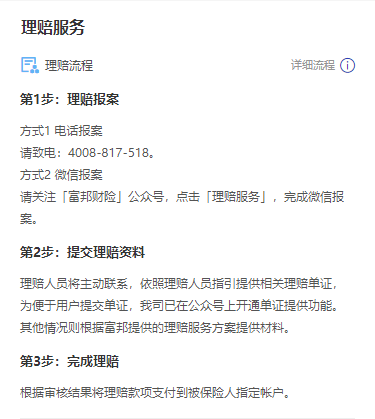 理赔服务
理赔流程 详细流程
第1步：理赔报案
方式1 电话报案
请致电：4008-817-518。
方式2 微信报案
请关注「富邦财险」公众号，点击「理赔服务」，完成微信报
案。
第2步：提交理赔资料
理赔人员将主动联系，依照理赔人员指引提供相关理赔单证，
为便于用户提交单证，我司已在公众号上开通单证提供功能。
其他情况则根据富邦提供的理赔服务方案提供材料。
第3步：完成理赔
根据审核结果将理赔款项支付到被保险人指定帐户。